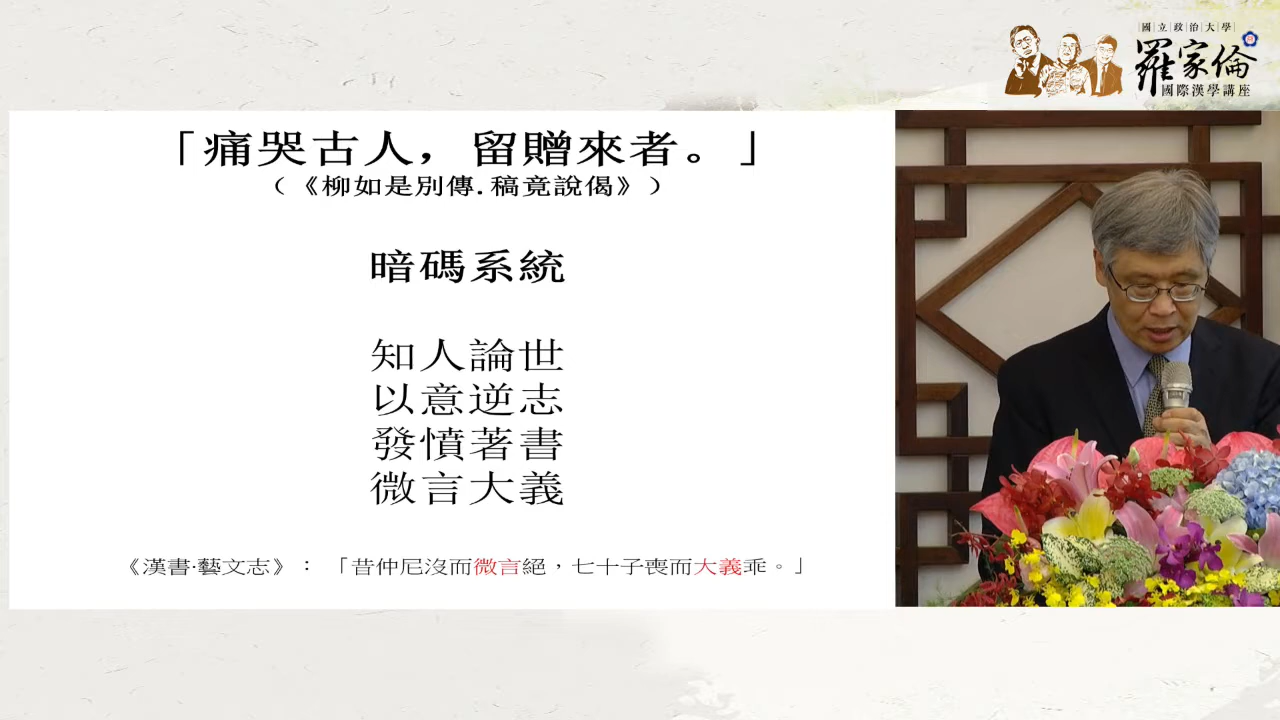 國立政治大學
羅家倫
國際漢學講座
「痛哭古人，留贈來者。」
（《柳如是別傳.稿竟說偈》）
暗碼系統
知人論世
以意逆志
發憤著書
微言大義
《漢書·藝文志》：「昔仲尼沒而微言絕，七十子喪而大義乖。」